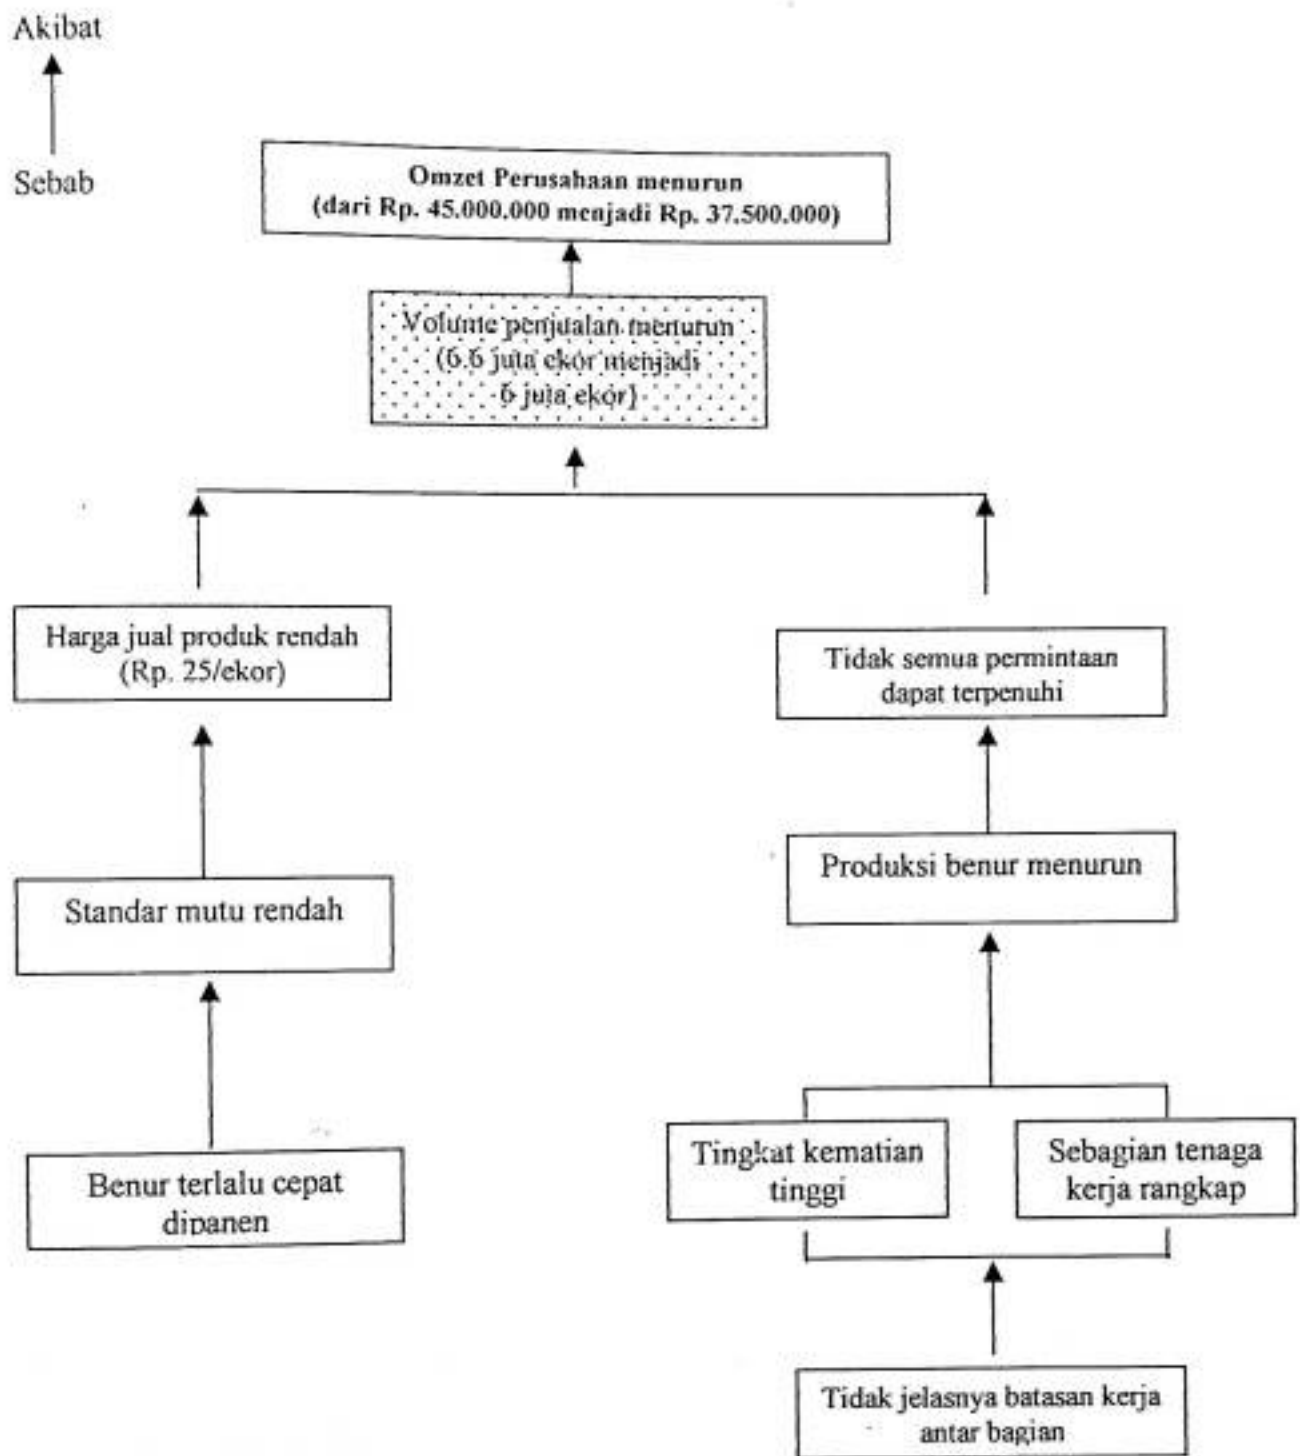 Akibat
Sebab
Omzet Perusahaan menurun
(dari Rp. 45.000.000 menjadi Rp. 37.500.000)
Volume penjualan menurun
(6.6 juta ekor menjadi
6 juta ekor)
Harga jual produk rendah
(Rp. 25/ekor)
Tidak semua permintaan
dapat terpenuhi
Standar mutu rendah
Produksi benur menurun
Benur terlalu cepat
dipanen
Tingkat kematian
tinggi
Sebagian tenaga
kerja rangkap
Tidak jelasnya batasan kerja
antar bagian